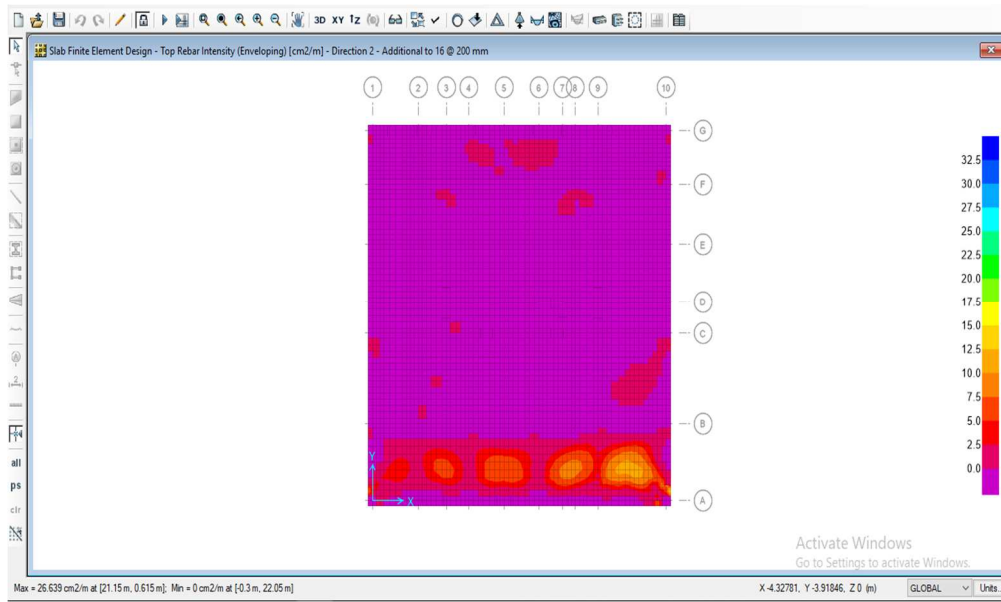 3D XY 1Z
Slab Finite Element Design - Top Rebar Intensity (Enveloping) [cm2/m] - Direction 2 - Additional to 16 @ 200 mm
1 2 3 4 5 6 7 8 9 10
G
F
E
D
C
B
A
Y
X
32.5
30.0
27.5
25.0
22.5
20.0
17.5
15.0
12.5
10.0
7.5
5.0
2.5
0.0
all
ps
clr
Activate Windows
Go to Settings to activate Windows.
Max = 26.639 cm2/m at [21.15 m, 0.615 m]; Min = 0 cm2/m at [-0.3 m, 22.05 m]
X -4.32781, Y -3.91846, Z 0 (m)
GLOBAL
Units...